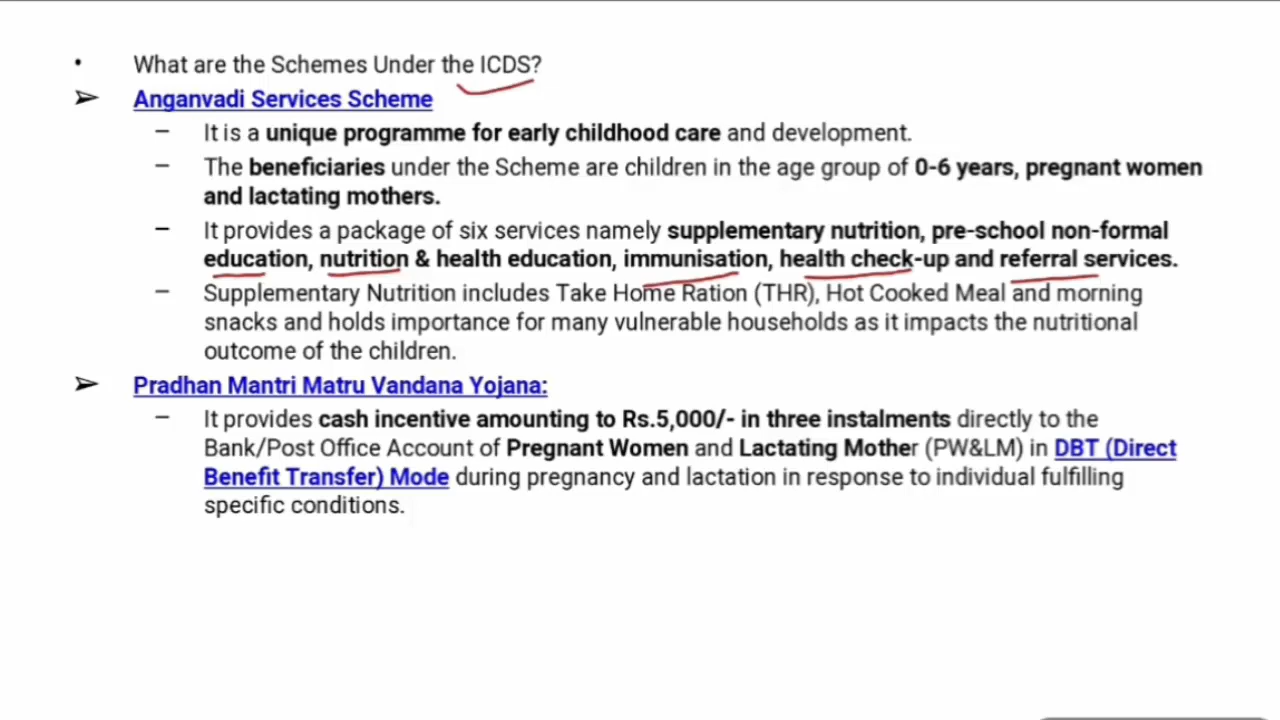 • What are the Schemes Under the ICDS?
➢ Anganvadi Services Scheme
– It is a unique programme for early childhood care and development.
– The beneficiaries under the Scheme are children in the age group of 0-6 years, pregnant women
and lactating mothers.
– It provides a package of six services namely supplementary nutrition, pre-school non-formal
education, nutrition & health education, immunisation, health check-up and referral services.
– Supplementary Nutrition includes Take Home Ration (THR), Hot Cooked Meal and morning
snacks and holds importance for many vulnerable households as it impacts the nutritional
outcome of the children.
➢ Pradhan Mantri Matru Vandana Yojana:
– It provides cash incentive amounting to Rs.5,000/- in three instalments directly to the
Bank/Post Office Account of Pregnant Women and Lactating Mother (PW&LM) in DBT (Direct
Benefit Transfer) Mode during pregnancy and lactation in response to individual fulfilling
specific conditions.